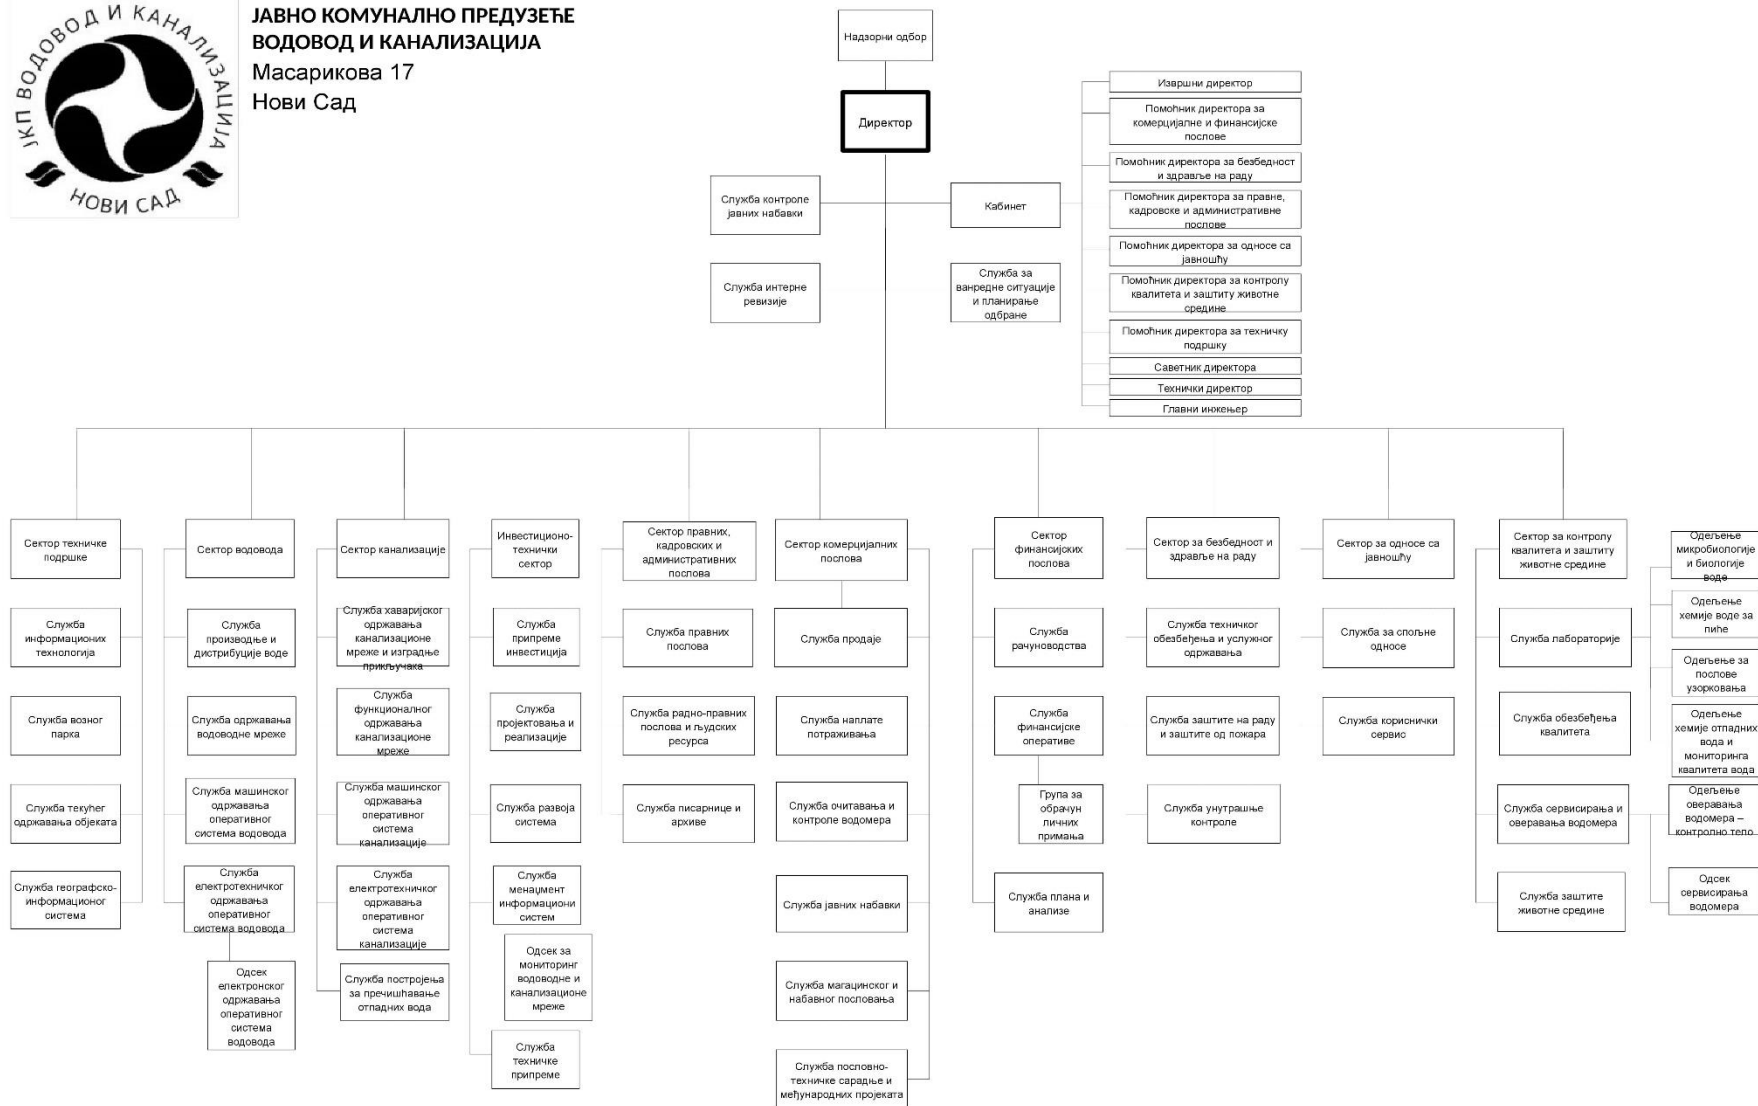 ЈКП ВОДОВОД И КАНАЛИЗАЦИЈА
НОВИ САД
ЈАВНО КОМУНАЛНО ПРЕДУЗЕЋЕ
ВОДОВОД И КАНАЛИЗАЦИЈА
Масарикова 17
Нови Сад
Надзорни одбор
Директор
Служба контроле
јавних набавки
Кабинет
Служба интерне
ревизије
Служба за
ванредне ситуације
и планирање
одбране
Извршни директор
Помоћник директора за
комерцијалне и финансијске
послове
Помоћник директора за безбедност
и здравље на раду
Помоћник директора за правне,
кадровске и административне
послове
Помоћник директора за односе са
јавношћу
Помоћник директора за контролу
квалитета и заштиту животне
средине
Помоћник директора за техничку
подршку
Саветник директора
Технички директор
Главни инжењер
Сектор техничке
подршке
Служба
информационих
технологија
Служба возног
парка
Служба текућег
одржавања објеката
Служба географско-
информационог
система
Сектор водовода
Служба
производње и
дистрибуције воде
Служба одржавања
водоводне мреже
Служба машинског
одржавања
оперативног
система водовода
Служба
електротехничког
одржавања
оперативног
система водовода
Одсек
електронског
одржавања
оперативног
система
водовода
Сектор канализације
Служба хаваријског
одржавања
канализационе
мреже и изградње
прикључака
Служба
функционалног
одржавања
канализационе
мреже
Служба машинског
одржавања
оперативног
система
канализације
Служба
електротехничког
одржавања
оперативног
система
канализације
Служба постројења
за пречишћавање
отпадних вода
Инвестиционо-
технички
сектор
Служба
припреме
инвестиција
Служба
пројектовања и
реализације
Служба развоја
система
Служба
менаџмент
информациони
систем
Одсек за
мониторинг
водоводне и
канализационе
мреже
Служба
техничке
припреме
Сектор правних,
кадровских и
административних
послова
Служба правних
послова
Служба радно-правних
послова и људских
ресурса
Служба писарнице и
архиве
Сектор комерцијалних
послова
Служба продаје
Служба наплате
потраживања
Служба очитавања и
контроле водомера
Служба јавних набавки
Служба магацинског и
набавног пословања
Служба пословно-
техничке сарадње и
међународних пројеката
Сектор
финансијских
послова
Служба
рачуноводства
Служба
финансијске
оперативе
Група за
обрачун
личних
примања
Служба плана и
анализе
Сектор за безбедност и
здравље на раду
Служба техничког
обезбеђења и услужног
одржавања
Служба заштите на раду
и заштите од пожара
Служба унутрашње
контроле
Сектор за односе са
јавношћу
Служба за спољне
односе
Служба кориснички
сервис
Сектор за контролу
квалитета и заштиту
животне средине
Служба лабораторије
Служба обезбеђења
квалитета
Служба сервисирања и
оверавања водомера
Служба заштите
животне средине
Одељење
микробиологије
и биологије
воде
Одељење
хемије воде за
пиће
Одељење за
послове
узорковања
Одељење
хемије отпадних
вода и
мониторинга
квалитета вода
Одељење
оверавања
водомера –
контролно тело
Одсек
сервисирања
водомера